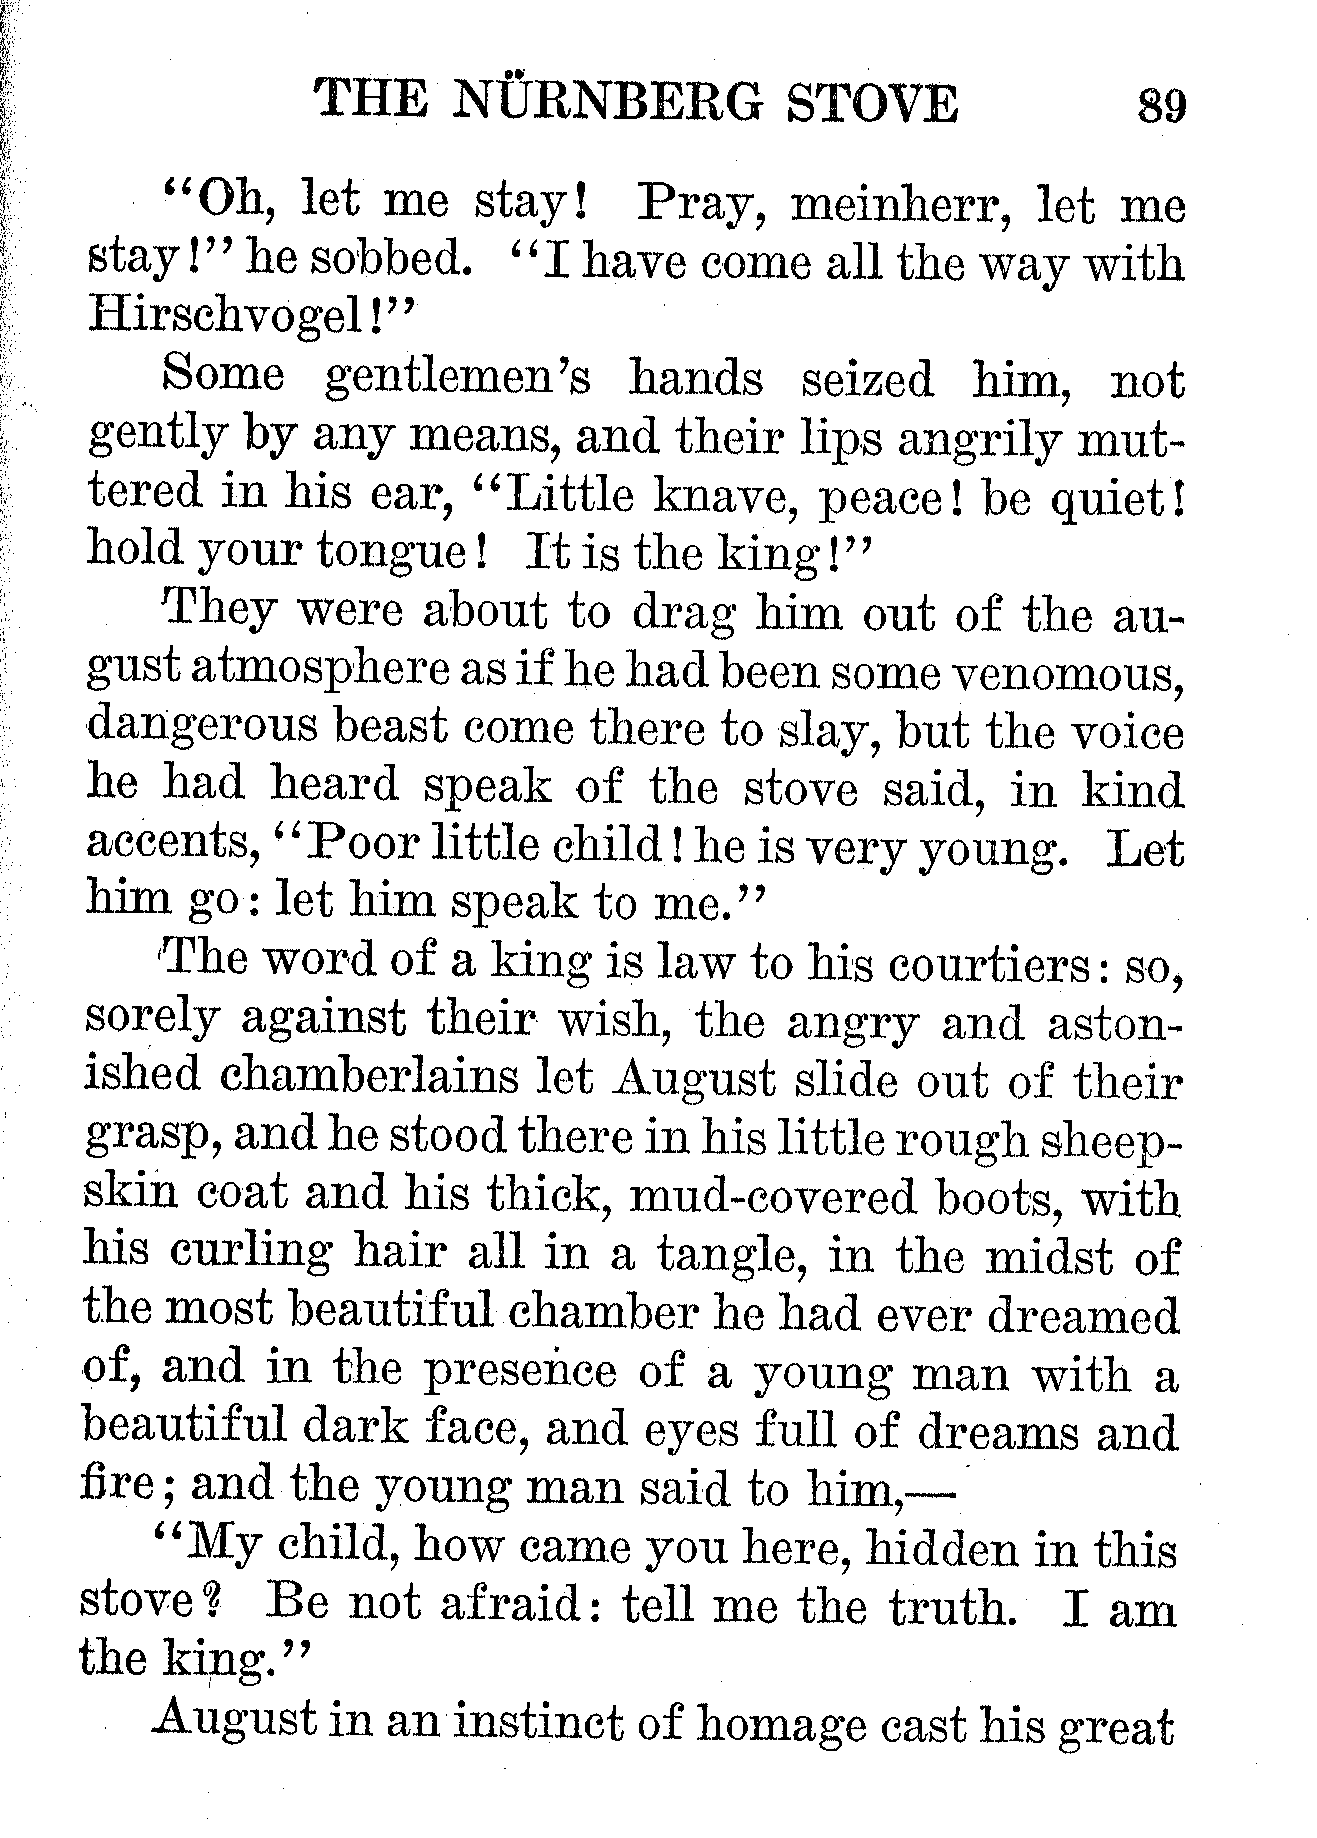 THE NÜRNBERG STOVE 89
"Oh, let me stay! Pray, meinherr, let me
stay!" he sobbed. "I have come all the way with
Hirschvogel!"
Some gentlemen's hands seized him, not
gently by any means, and their lips angrily mut-
tered in his ear, "Little knave, peace! be quiet!
hold your tongue! It is the king!"
They were about to drag him out of the au-
gust atmosphere as if he had been some venomous,
dangerous beast come there to slay, but the voice
he had heard speak of the stove said, in kind
accents, "Poor little child! he is very young. Let
him go: let him speak to me."
The word of a king is law to his courtiers: so,
sorely against their wish, the angry and aston-
ished chamberlains let August slide out of their
grasp, and he stood there in his little rough sheep-
skin coat and his thick, mud-covered boots, with
his curling hair all in a tangle, in the midst of
the most beautiful chamber he had ever dreamed
of, and in the presence of a young man with a
beautiful dark face, and eyes full of dreams and
fire; and the young man said to him,—
"My child, how came you here, hidden in this
stove? Be not afraid: tell me the truth. I am
the king."
August in an instinct of homage cast his great